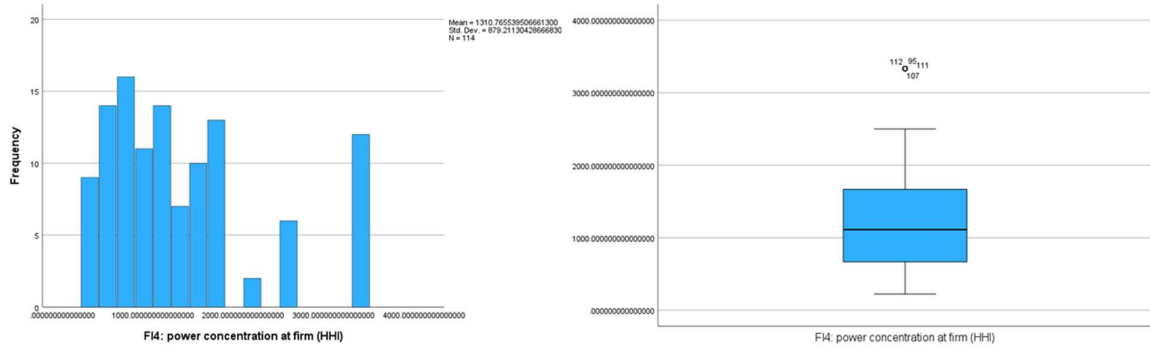 20
15
10
5
0
Frequency
.000000000000000
1000.000000000000000
2000.000000000000000
3000.000000000000000
4000.000000000000000
FI4: power concentration at firm (HHI)
Mean = 1310.765539506661300
Std. Dev. = 879.21130428666830
N = 114
4000.000000000000000
3000.000000000000000
2000.000000000000000
1000.000000000000000
.000000000000000
112 95 111
107
FI4: power concentration at firm (HHI)